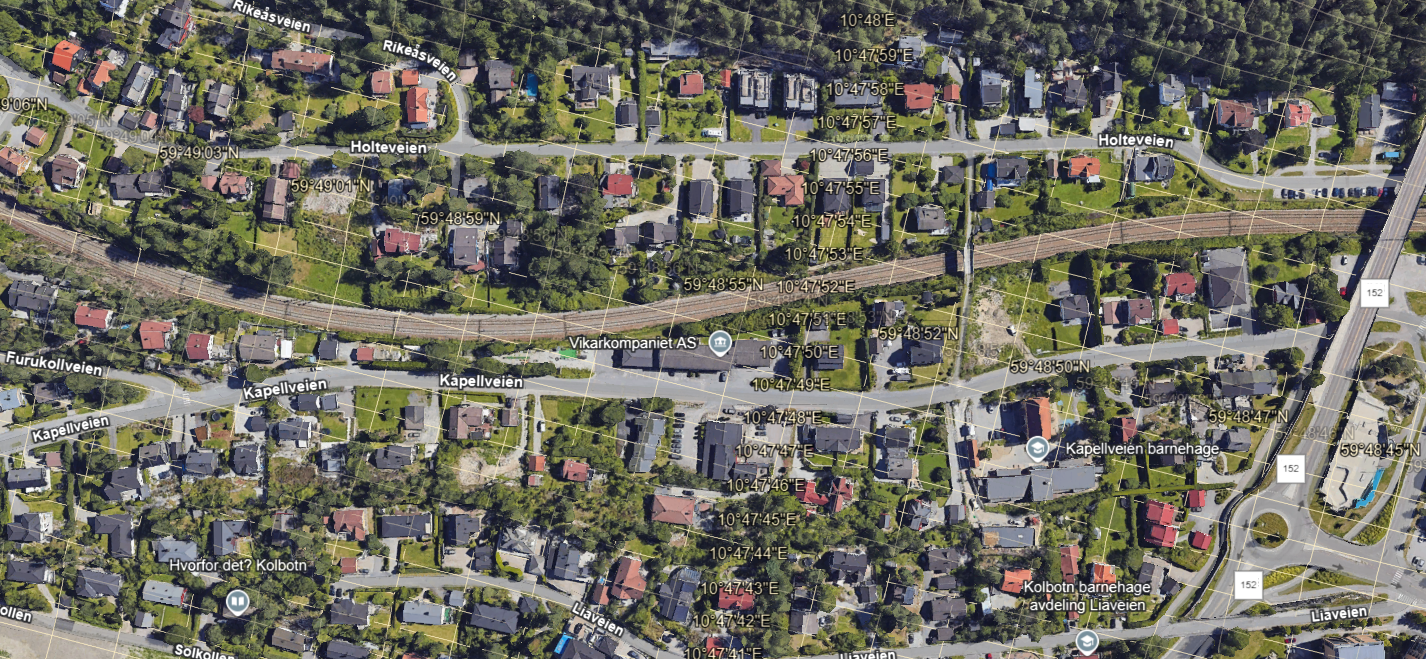 Rikeåsveien
10°48'E
Rikeåsveien
10°47'59"E
10°47'58"E
9°06"N
10°47'57"E
Holteveien
Holteveien
59°49'03"N
10°47'56"E
59°49'01"N
10°47'55"E
59°48'59"N
10°47'54"E
10°47'53"E
59°48'55"N
10°47'52"E
152
10°47'51"E
59°48'52"N
Vikarkompaniet AS
10°47'50"E
Furukollveien
59°48'50"N
Kapellveien
Kapellveien
10°47'49"E
10°47'48"E
59°48'47"N
Kapellveien
10°47'47"E
Kapellveien barnehage
59°48'45"N
152
10°47'46"E
10°47'45"E
10°47'44"E
Hvorfor det? Kolbotn
10°47'43"E
Kolbotn barnehage
avdeling Liaveien
152
ollen
Liaveien
10°47'42"E
Liaveien
Solkollen
10°47'41"E
Liaveien